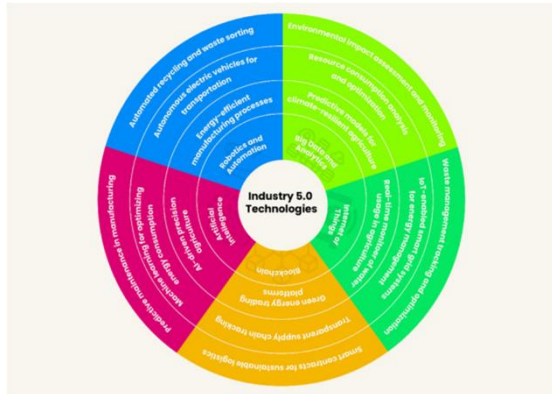 Industry 5.0
Technologies
Big Data and
Analytics
Predictive models for
climate-resilient agriculture
Resource consumption analysis
and optimization
Environmental impact assessment and monitoring
Internet of
Things
Real-time monitor of water
usage in agriculture
IoT-enabled smart grid systems
for energy management
Waste management tracking and optimization
Blockchain
Green energy trading
platforms
Transparent supply chain tracking
Smart contracts for sustainable logistics
Artificial
Intelligence
AI-driven precision
agriculture
Machine learning for optimizing
energy consumption
Predictive maintenance in manufacturing
Robotics and
Automation
Energy-efficient
manufacturing processes
Autonomous electric vehicles for
transportation
Automated recycling and waste sorting